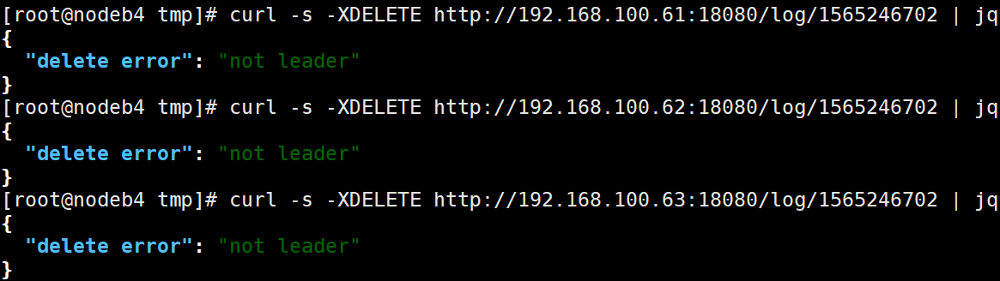 [root@nodeb4 tmp]# curl -s -XDELETE http://192.168.100.61:18080/log/1565246702 | jq
{
  "delete error": "not leader"
}
[root@nodeb4 tmp]# curl -s -XDELETE http://192.168.100.62:18080/log/1565246702 | jq
{
  "delete error": "not leader"
}
[root@nodeb4 tmp]# curl -s -XDELETE http://192.168.100.63:18080/log/1565246702 | jq
{
  "delete error": "not leader"
}